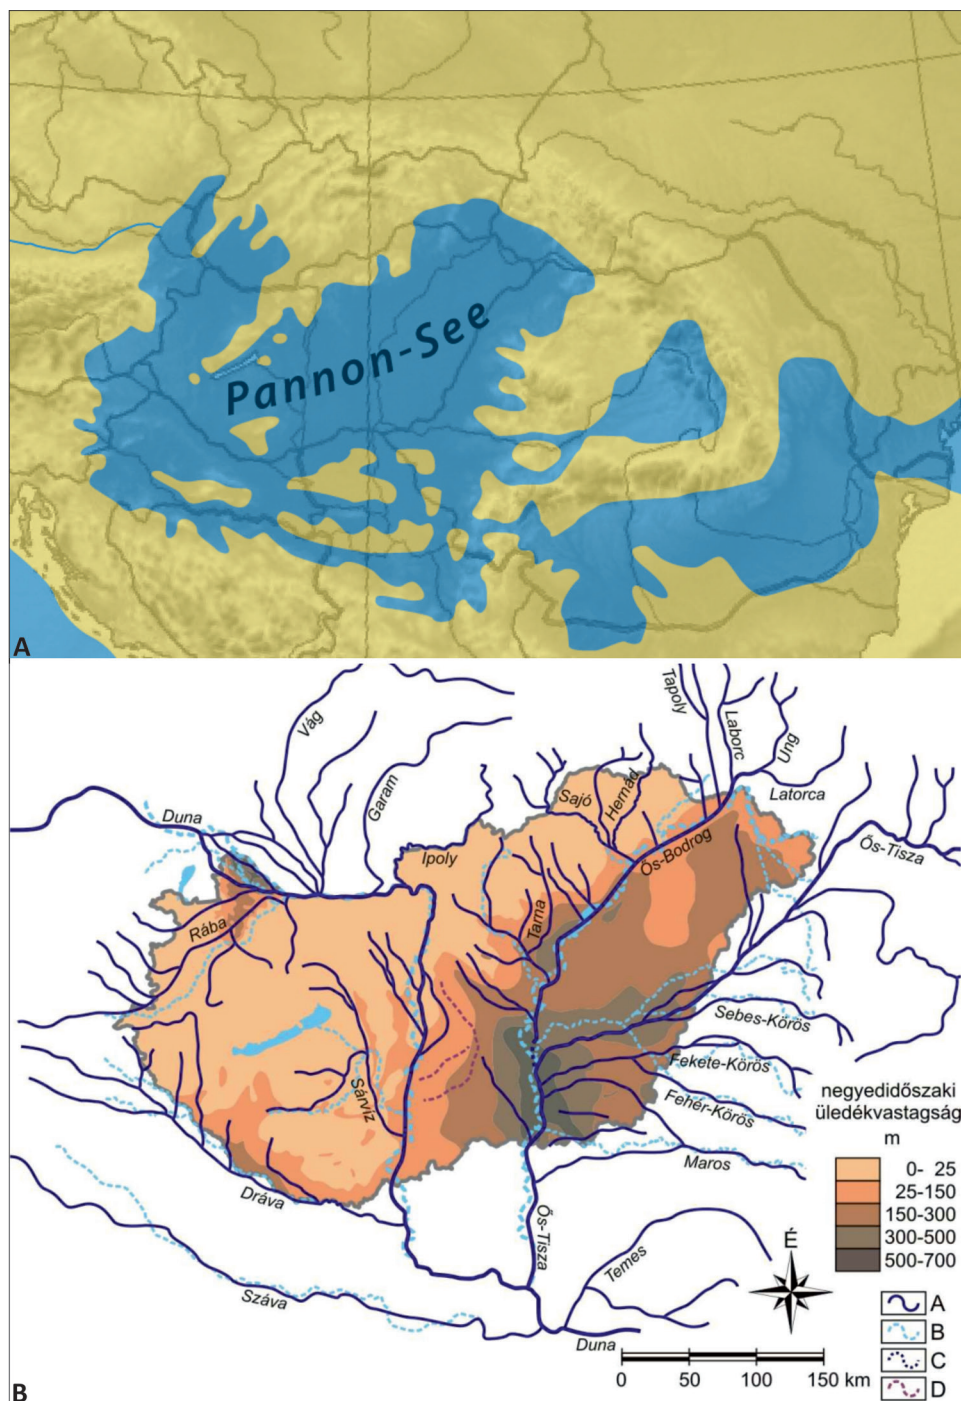 Pannon-See
A
Tapoly
Laborc
Ung
Vág
Garam
Latorca
Sajó
Hernád
Duna
Ős-Tisza
Ős-Bodrog
Ipoly
Tarna
Rába
Sebes-Körös
Fekete-Körös
Sárvíz
Fehér-Körös
Maros
Dráva
Ős-Tisza
Temes
Száva
Duna
negyedidőszaki
üledékvastagság
m
0- 25
25-150
150-300
300-500
500-700
É
A
B
C
D
0 50 100 150 km
B